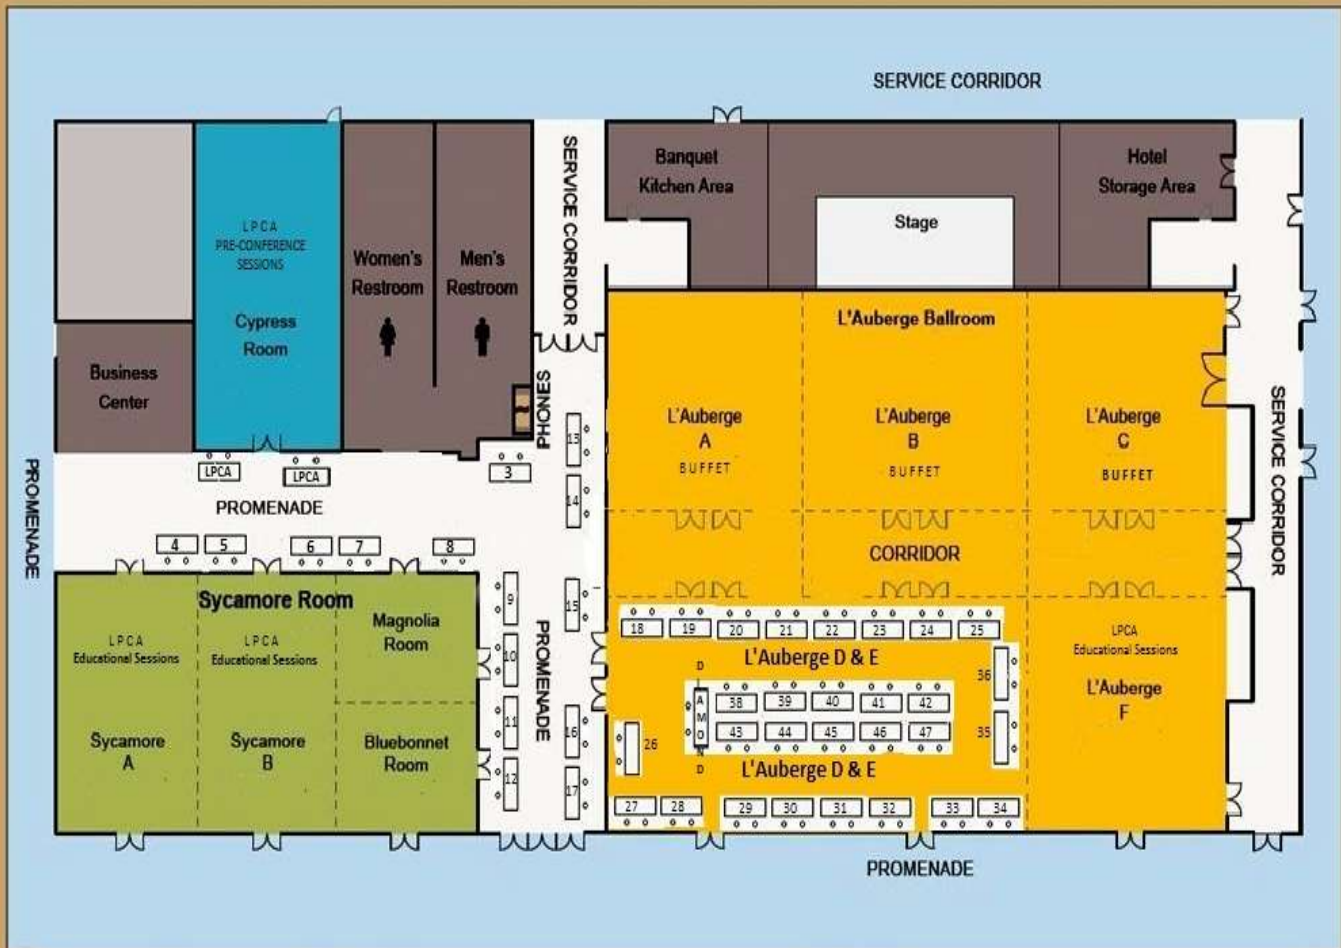 SERVICE CORRIDOR
Banquet
Kitchen Area
Hotel
Storage Area
Stage
SERVICE CORRIDOR
LPCA
PRE-CONFERENCE
SESSIONS
Cypress
Room
Women's
Restroom
Men's
Restroom
Business
Center
PHONES
L'Auberge Ballroom
L'Auberge
A
BUFFET
L'Auberge
B
BUFFET
L'Auberge
C
BUFFET
SERVICE CORRIDOR
PROMENADE
LPCA
LPCA
3
13
14
PROMENADE
4
5
6
7
8
CORRIDOR
Sycamore Room
LPCA
Educational Sessions
LPCA
Educational Sessions
Magnolia
Room
Sycamore
A
Sycamore
B
Bluebonnet
Room
9
10
11
12
15
16
17
PROMENADE
18
19
20
21
22
23
24
25
L'Auberge D & E
36
35
DIAMOND
38
39
40
41
42
43
44
45
46
47
26
L'Auberge D & E
27
28
29
30
31
32
33
34
LPCA
Educational Sessions
L'Auberge
F
PROMENADE